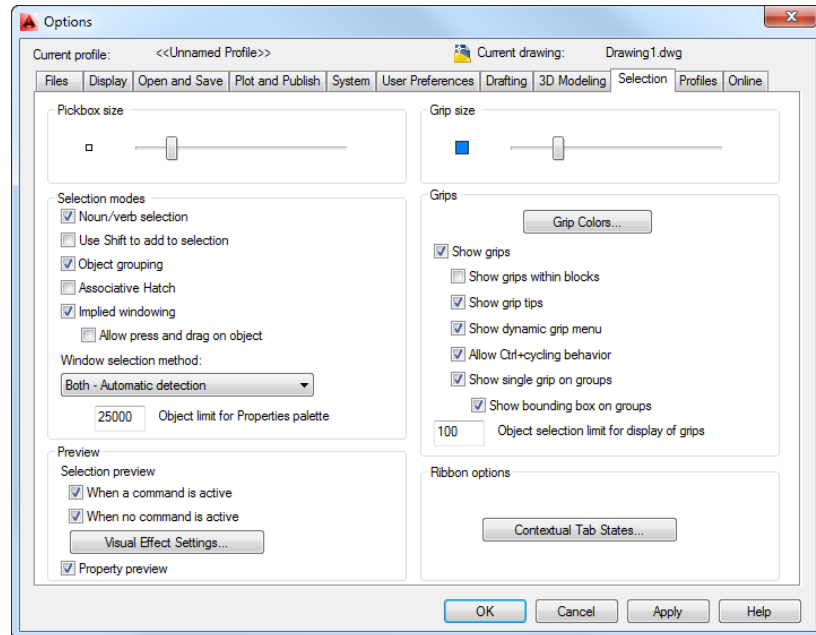 Options
Current profile: <<Unnamed Profile>> Current drawing: Drawing1.dwg
Files Display Open and Save Plot and Publish System User Preferences Drafting 3D Modeling Selection Profiles Online
Pickbox size
Selection modes
Noun/verb selection
Use Shift to add to selection
Object grouping
Associative Hatch
Implied windowing
Allow press and drag on object
Window selection method:
Both - Automatic detection
25000 Object limit for Properties palette
Preview
Selection preview
When a command is active
When no command is active
Visual Effect Settings...
Property preview
Grip size
Grips
Grip Colors...
Show grips
Show grips within blocks
Show grip tips
Show dynamic grip menu
Allow Ctrl+cycling behavior
Show single grip on groups
Show bounding box on groups
100 Object selection limit for display of grips
Ribbon options
Contextual Tab States...
OK Cancel Apply Help